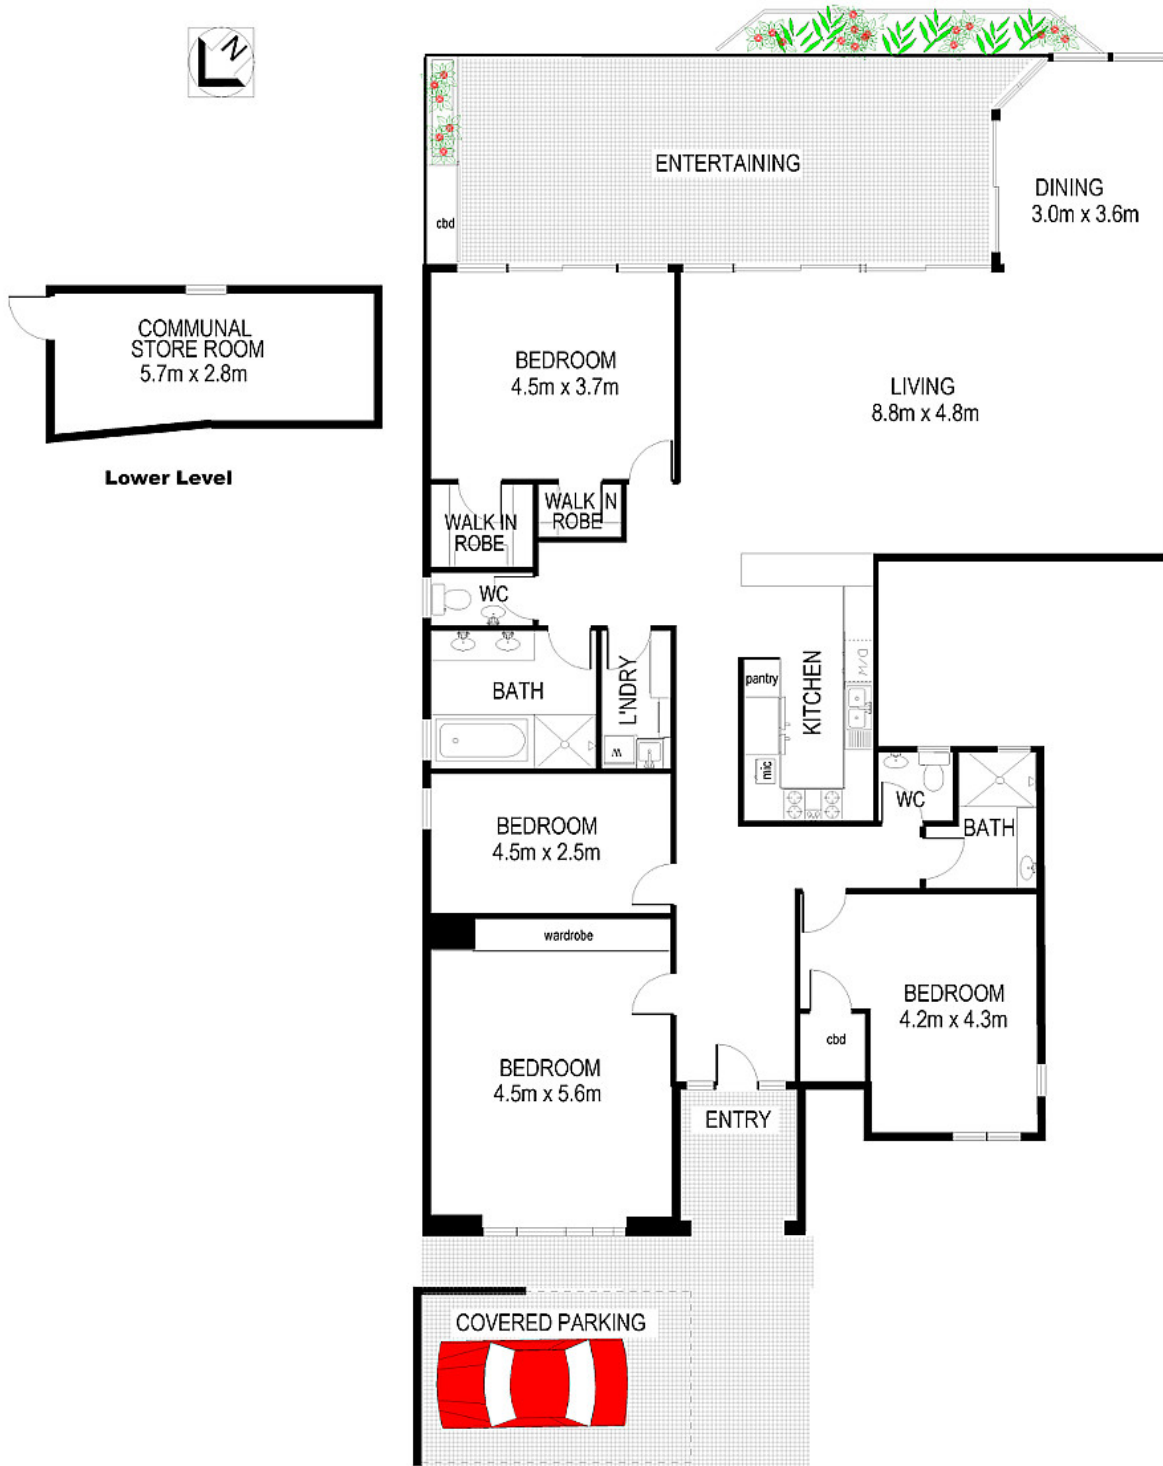 N
ENTERTAINING
DINING
3.0m x 3.6m
cbd
COMMUNAL
STORE ROOM
5.7m x 2.8m
Lower Level
BEDROOM
4.5m x 3.7m
LIVING
8.8m x 4.8m
WALK IN
ROBE
WALK N
ROBE
WC
BATH
L'NDRY
W
pantry
KITCHEN
D/W
mic
WC
BATH
BEDROOM
4.5m x 2.5m
wardrobe
BEDROOM
4.2m x 4.3m
cbd
BEDROOM
4.5m x 5.6m
ENTRY
COVERED PARKING